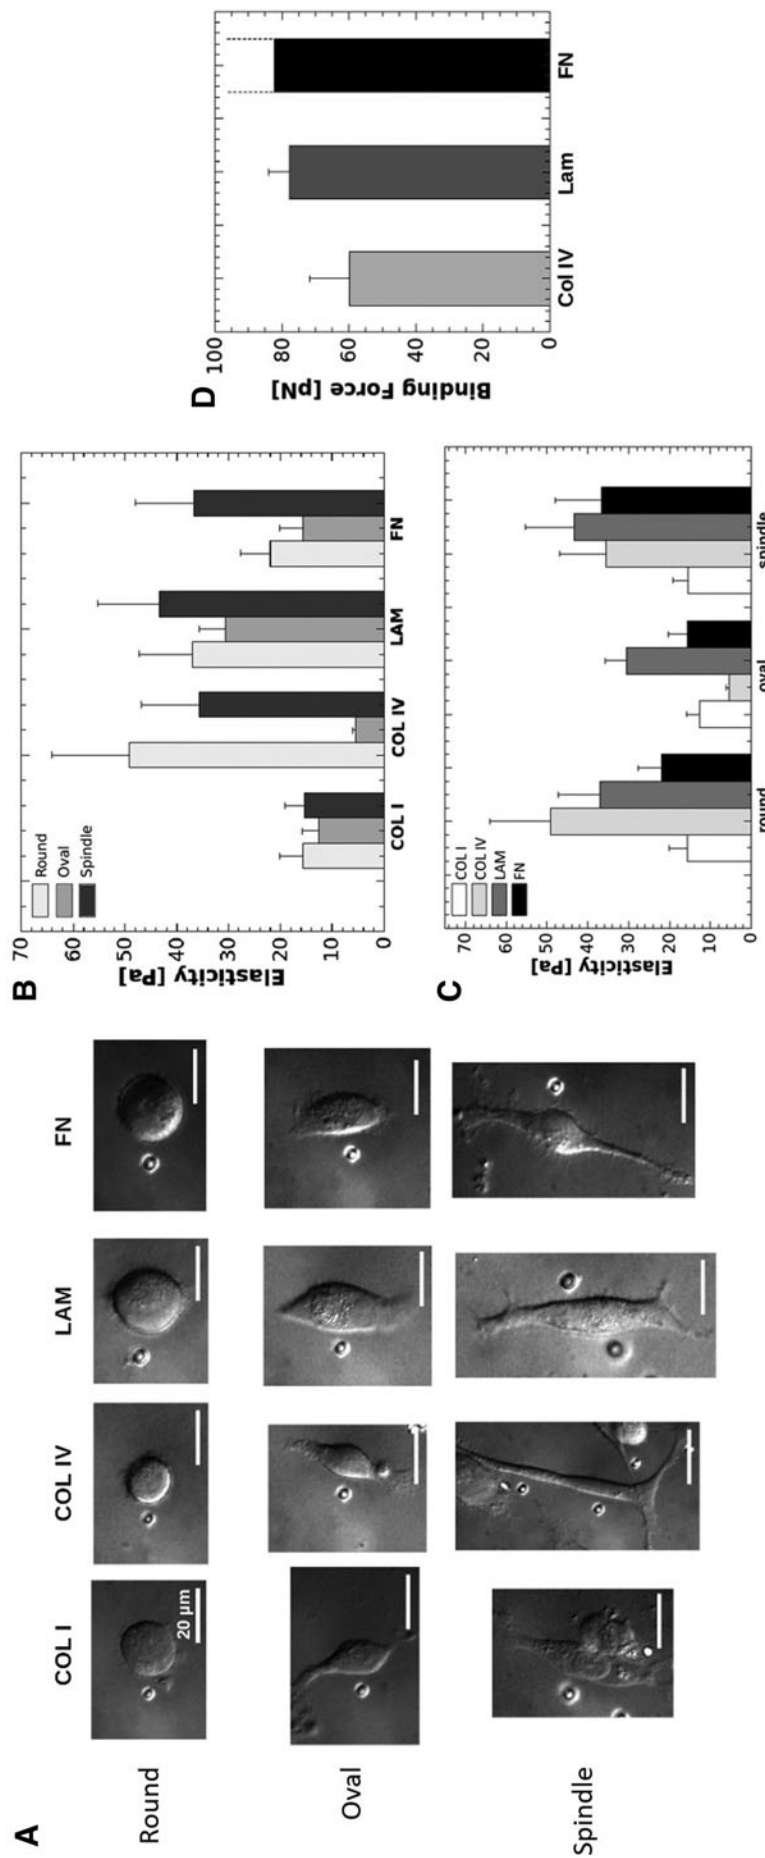 A
COL I
COL IV
LAM
FN
Round
20 µm
Oval
Spindle
B
Elasticity [Pa]
70
60
50
40
30
20
10
0
Round
Oval
Spindle
COL I
COL IV
LAM
FN
C
Elasticity [Pa]
70
60
50
40
30
20
10
0
COL I
COL IV
LAM
FN
round
oval
spindle
D
Binding Force [pN]
100
80
60
40
20
0
Col IV
Lam
FN